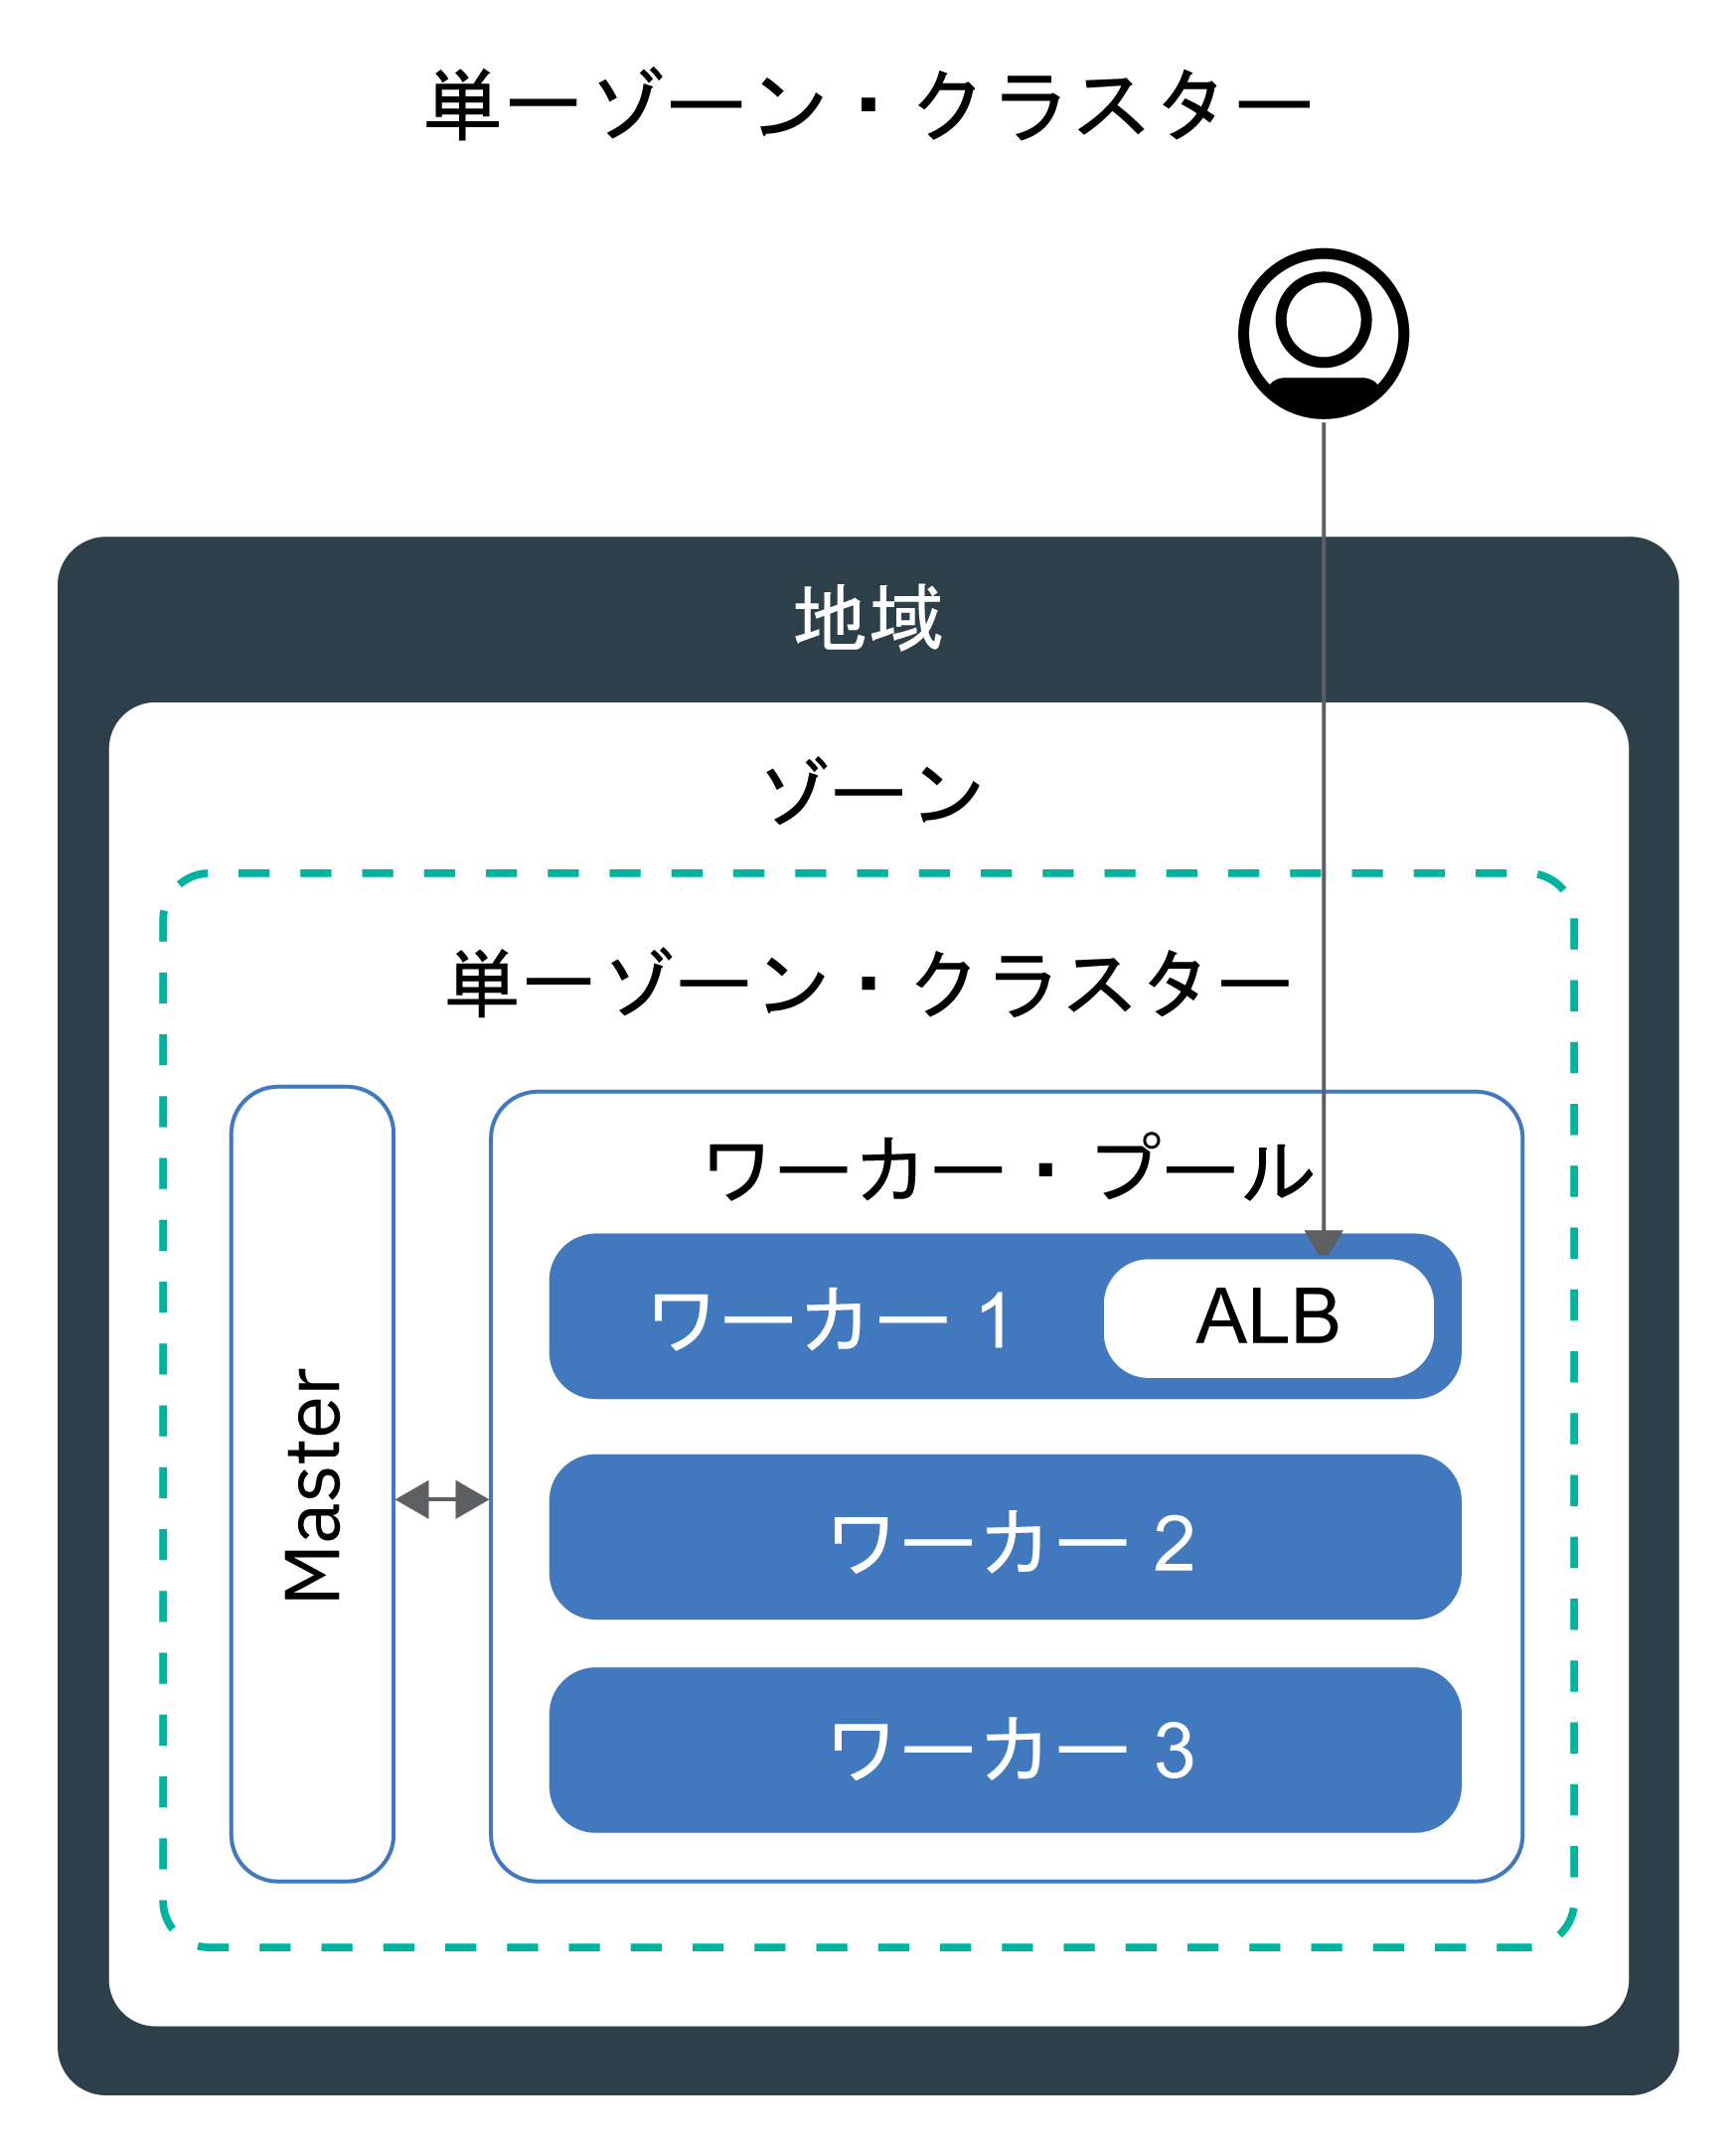 単一ゾーン・クラスター
地域
ゾーン
単一ゾーン・クラスター
ワーカー・プール
ワーカー 1
ALB
Master
ワーカー 2
ワーカー 3